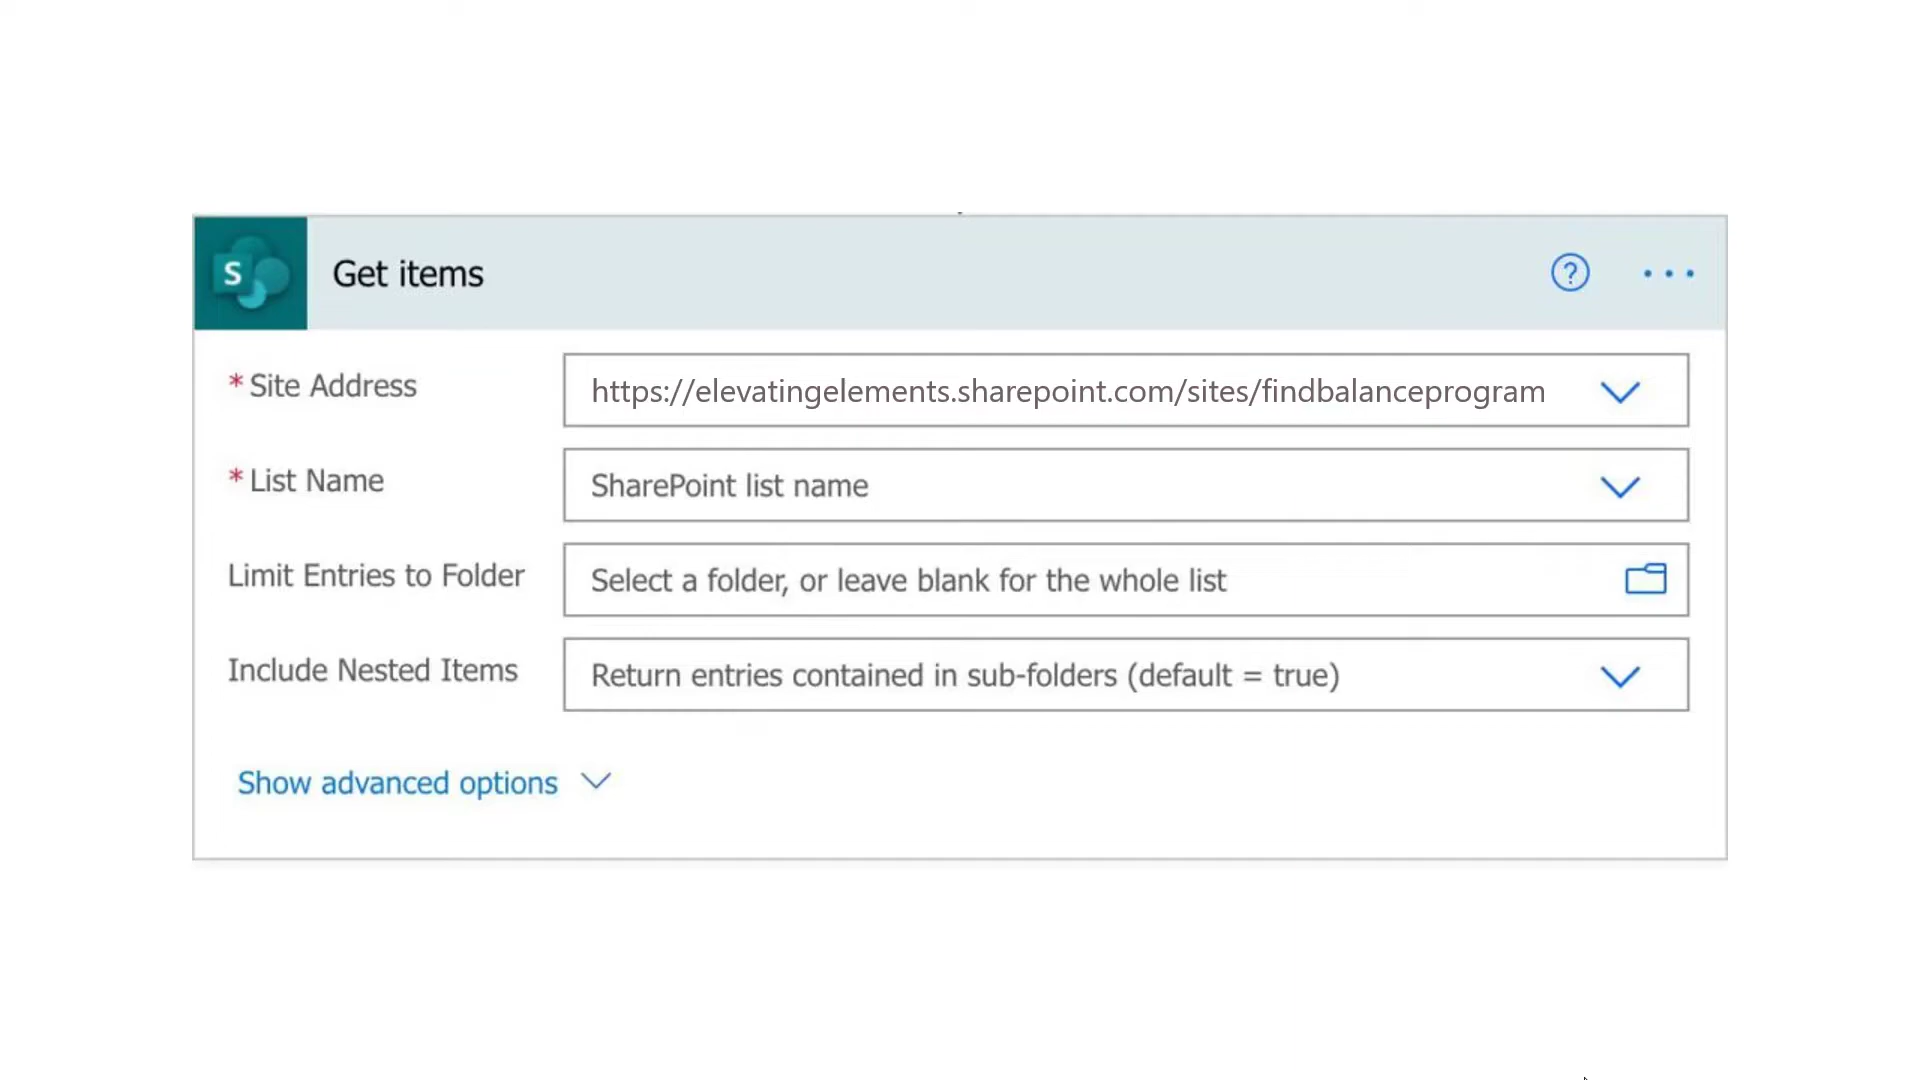 S
Get items
* Site Address
https://elevatingelements.sharepoint.com/sites/findbalanceprogram
* List Name
SharePoint list name
Limit Entries to Folder
Select a folder, or leave blank for the whole list
Include Nested Items
Return entries contained in sub-folders (default = true)
Show advanced options